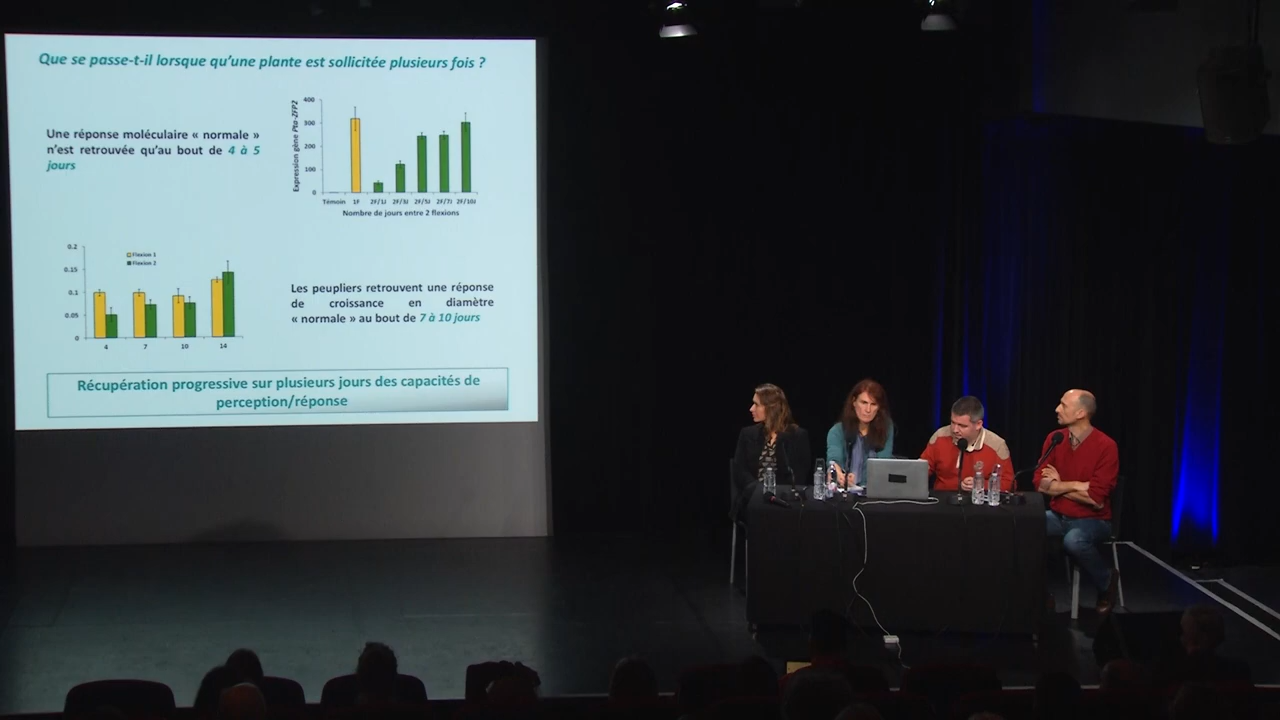 Que se passe-t-il lorsque qu'une plante est sollicitée plusieurs fois ?
Une réponse moléculaire « normale »
n'est retrouvée qu'au bout de 4 à 5
jours
Expression gène Pta-ZFP2
400
300
200
100
0
Témoin 1F 2F/1J 2F/3J 2F/5J 2F/7J 2F/10J
Nombre de jours entre 2 flexions
0.2
0.15
0.1
0.05
0
Flexion 1
Flexion 2
4 7 10 14
Les peupliers retrouvent une réponse
de croissance en diamètre
« normale » au bout de 7 à 10 jours
Récupération progressive sur plusieurs jours des capacités de
perception/réponse